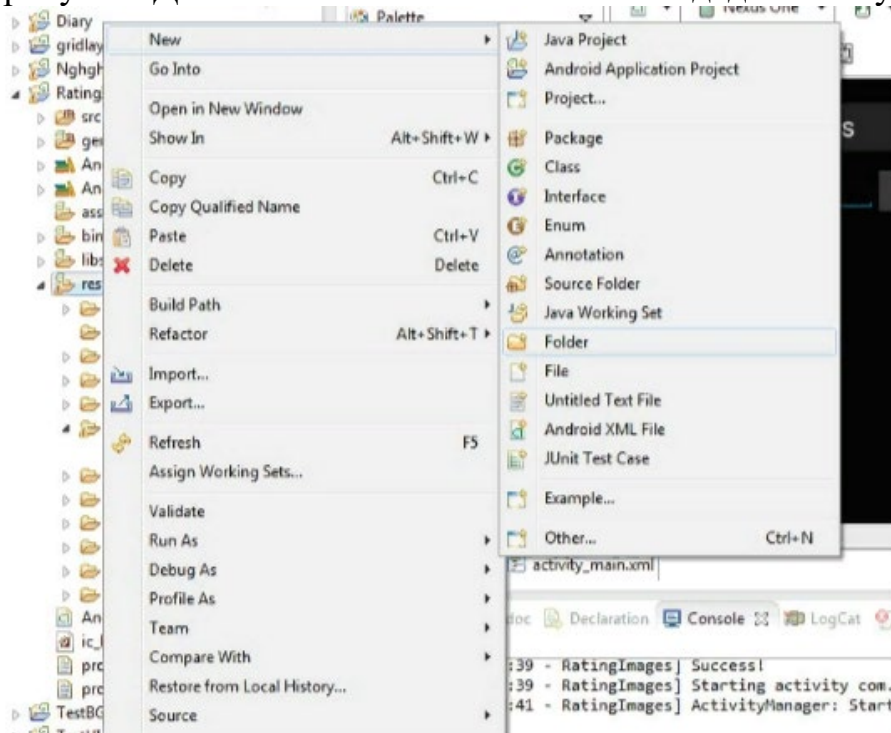 Diary
gridlay
Nghgh
Rating
src
ger
An
An
ass
bin
libs
res
An
ic_l
pro
pro
TestBG
New
Go Into
Open in New Window
Show In Alt+Shift+W
Copy Ctrl+C
Copy Qualified Name
Paste Ctrl+V
Delete Delete
Build Path
Refactor Alt+Shift+T
Import...
Export...
Refresh F5
Assign Working Sets...
Validate
Run As
Debug As
Profile As
Team
Compare With
Restore from Local History...
Source
Palette
Nexus One
Java Project
Android Application Project
Project...
Package
Class
Interface
Enum
Annotation
Source Folder
Java Working Set
Folder
File
Untitled Text File
Android XML File
JUnit Test Case
Example...
Other... Ctrl+N
s
activity_main.xml
doc Declaration Console LogCat
:39 - RatingImages] Success!
:39 - RatingImages] Starting activity com.
:41 - RatingImages] ActivityManager: Start